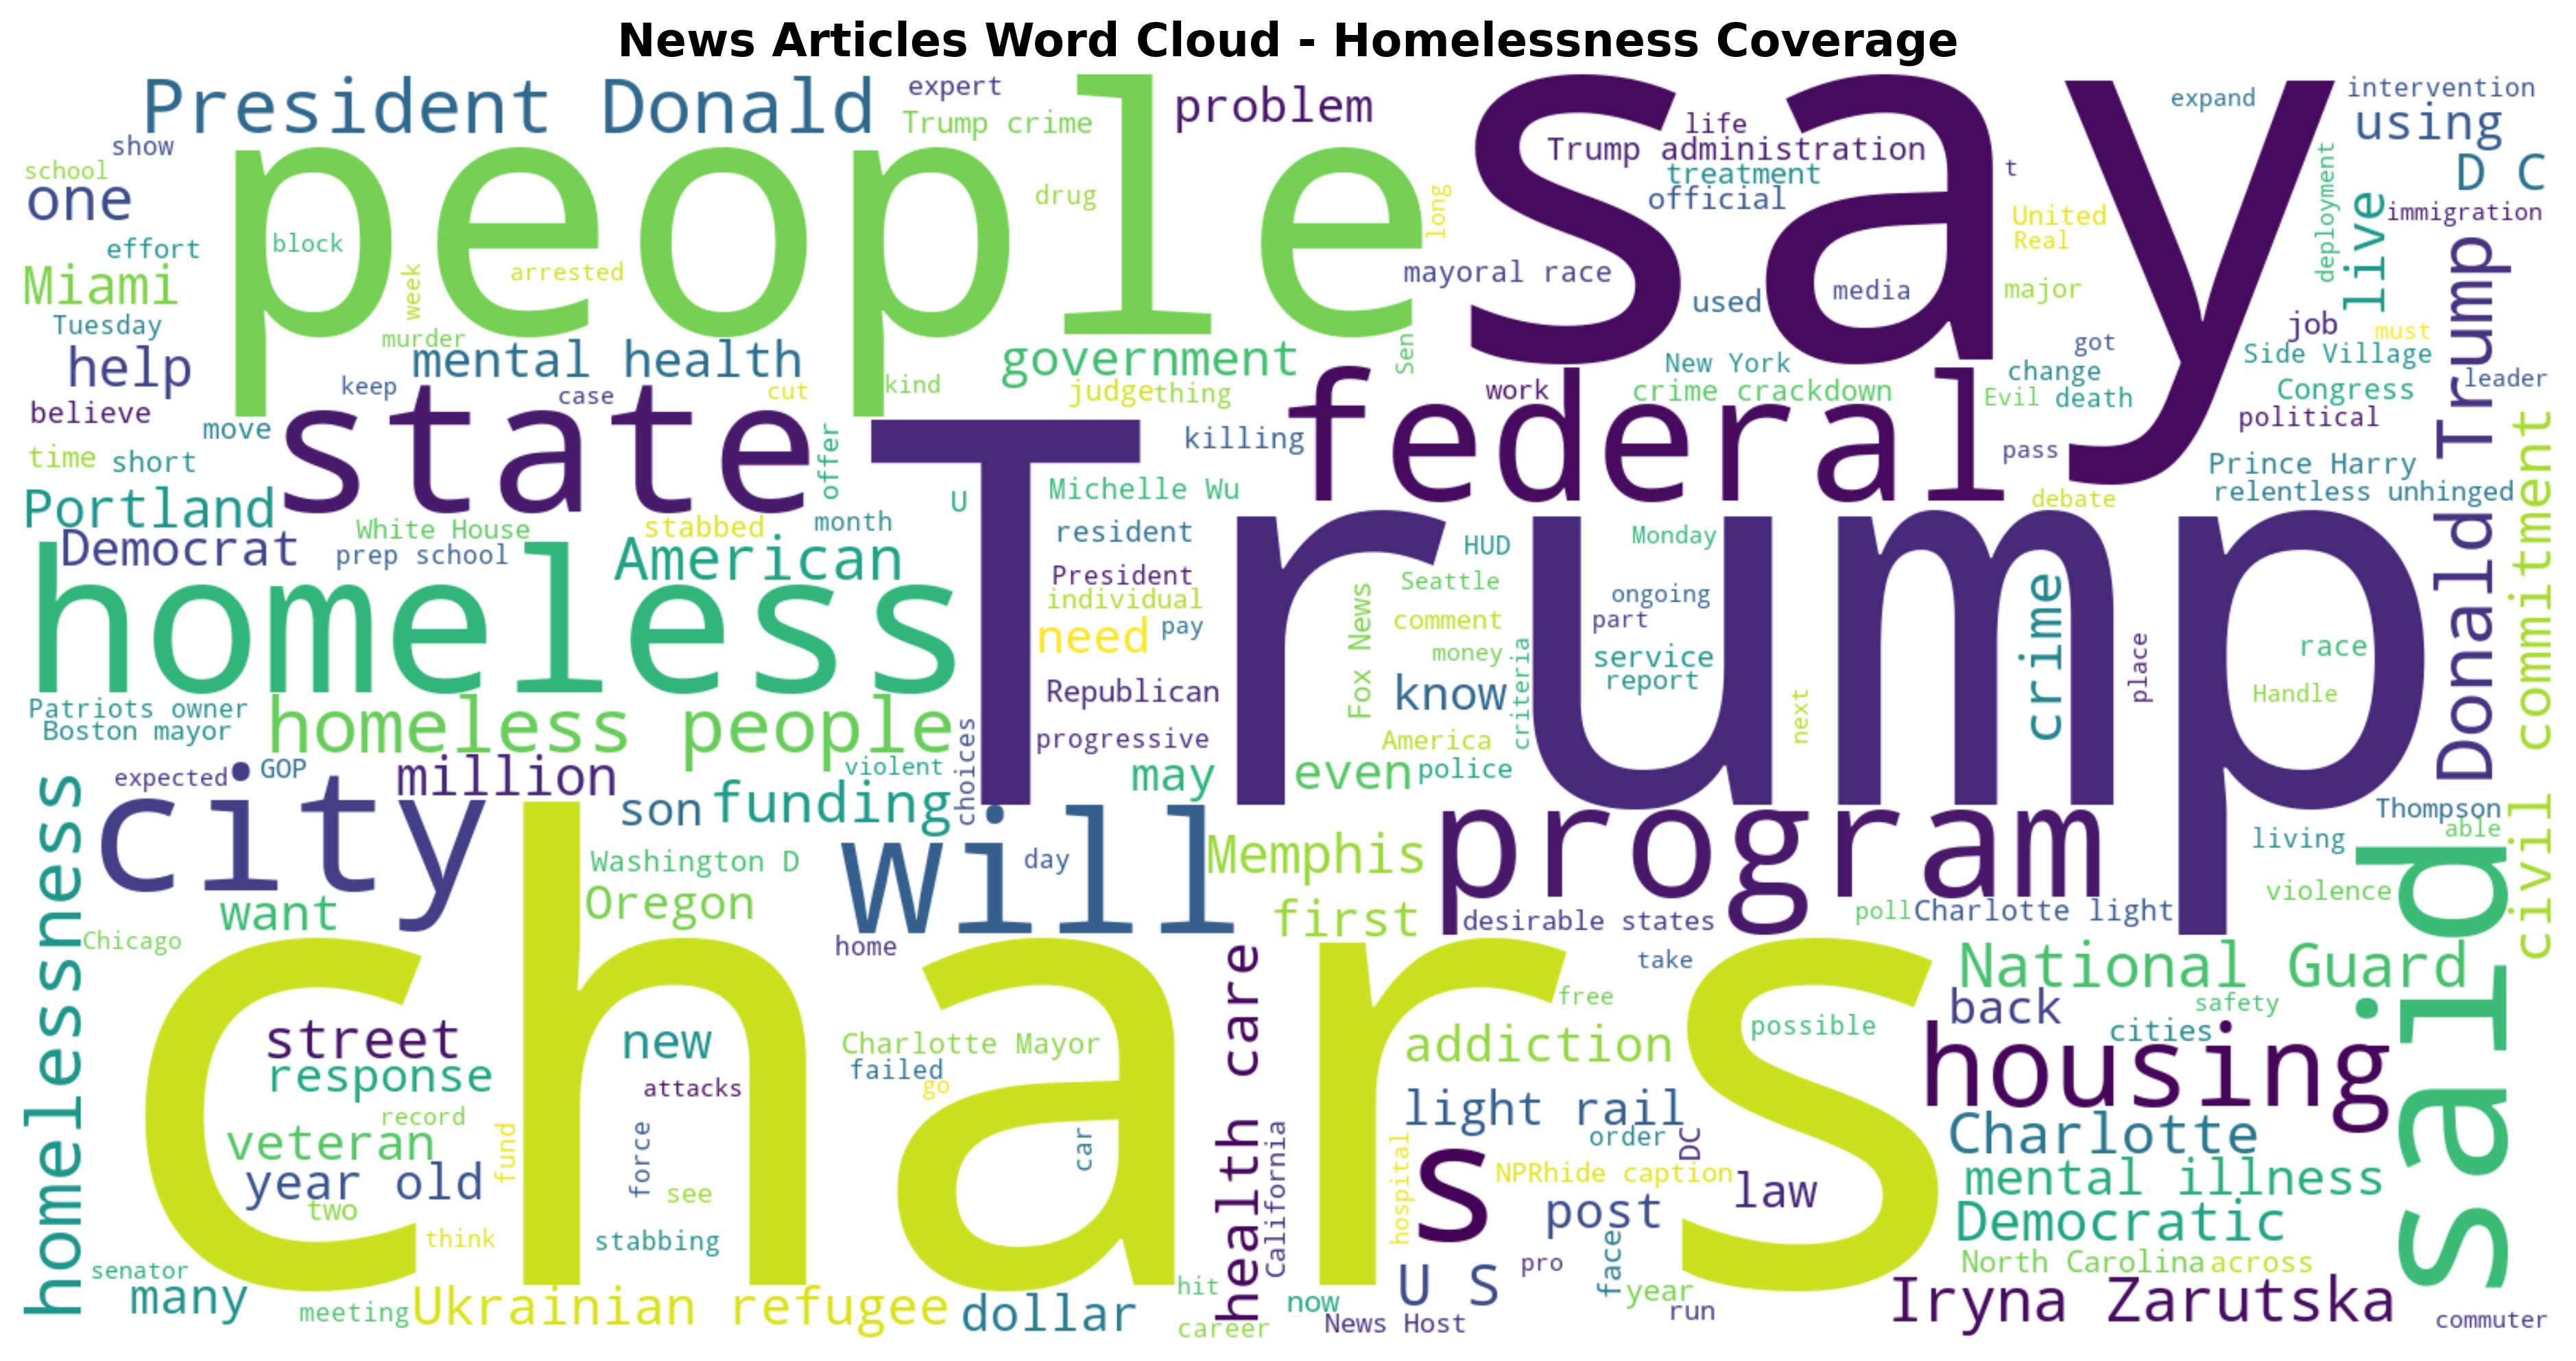 News Articles Word Cloud - Homelessness Coverage
President Donald
expert
Trump crime
problem
say
life
Trump administration
treatment
official
expand
intervention
using
D C
immigration
show
school
one
people
drug
long
t
United
Real
deployment
live
effort
block
Miami
week
arrested
mayoral race
used
media
major
Tuesday
murder
mental health
government
Sen
got
job
must
help
keep
case
cut
kind
judge
thing
New York
work
crime crackdown
change
Evil
death
Side Village
Congress
leader
political
Donald Trump
believe
move
state
offer
killing
federal
pass
time
short
Prince Harry
relentless unhinged
debate
civil commitment
Portland
White House
stabbed
month
U
Michelle Wu
Trump
Democrat
prep school
American
resident
HUD
Monday
homeless
President
individual
need
pay
Fox News
Seattle
comment
money
criteria
ongoing
part
service
report
crime
place
race
Handle
Patriots owner
Boston mayor
homeless people
Republican
know
next
progressive
America
choices
violent
may
even
police
homelessness
expected
GOP
million
city
son
funding
will
day
Memphis
program
Thompson
able
living
violence
said
Washington D
Oregon
want
first
desirable states
poll
Charlotte light
Chicago
home
take
National Guard
chars
health care
free
back
safety
cities
street
response
new
Charlotte Mayor
failed
go
addiction
possible
housing
attacks
record
veteran
fund
force
car
light rail
order
DC
Charlotte
year old
two
see
California
hospital
s
NPRhide caption
law
mental illness
think
stabbing
post
Democratic
face
senator
many
meeting
Ukrainian refugee
dollar
hit
career
now
U S
pro
year
run
News Host
North Carolina
across
Iryna Zarutska
commuter